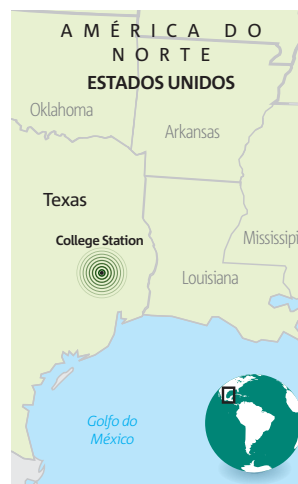 AMÉRICA DO
NORTE
ESTADOS UNIDOS
Oklahoma
Arkansas
Texas
College Station
Mississipi
Louisiana
Golfo do
México